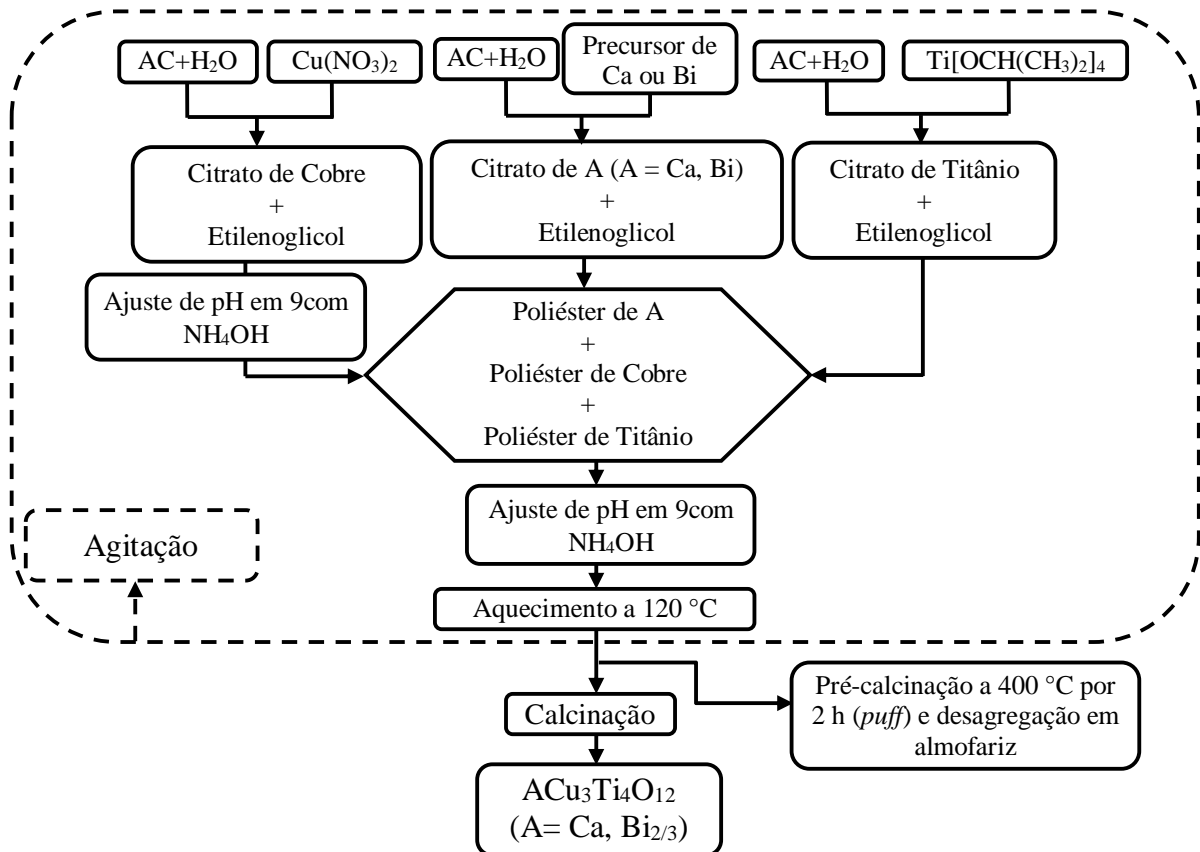 AC+H₂O
Cu(NO₃)₂
AC+H₂O
Precursor de
Ca ou Bi
AC+H₂O
Ti[OCH(CH₃)₂]₄
Citrato de Cobre
+
Etilenoglicol
Citrato de A (A = Ca, Bi)
+
Etilenoglicol
Citrato de Titânio
+
Etilenoglicol
Ajuste de pH em 9com
NH₄OH
Poliéster de A
+
Poliéster de Cobre
+
Poliéster de Titânio
Ajuste de pH em 9com
NH₄OH
Agitação
Aquecimento a 120 °C
Pré-calcinação a 400 °C por
2 h (puff) e desagregação em
almofariz
Calcinação
ACu₃Ti₄O₁₂
(A= Ca, Bi₂/₃)